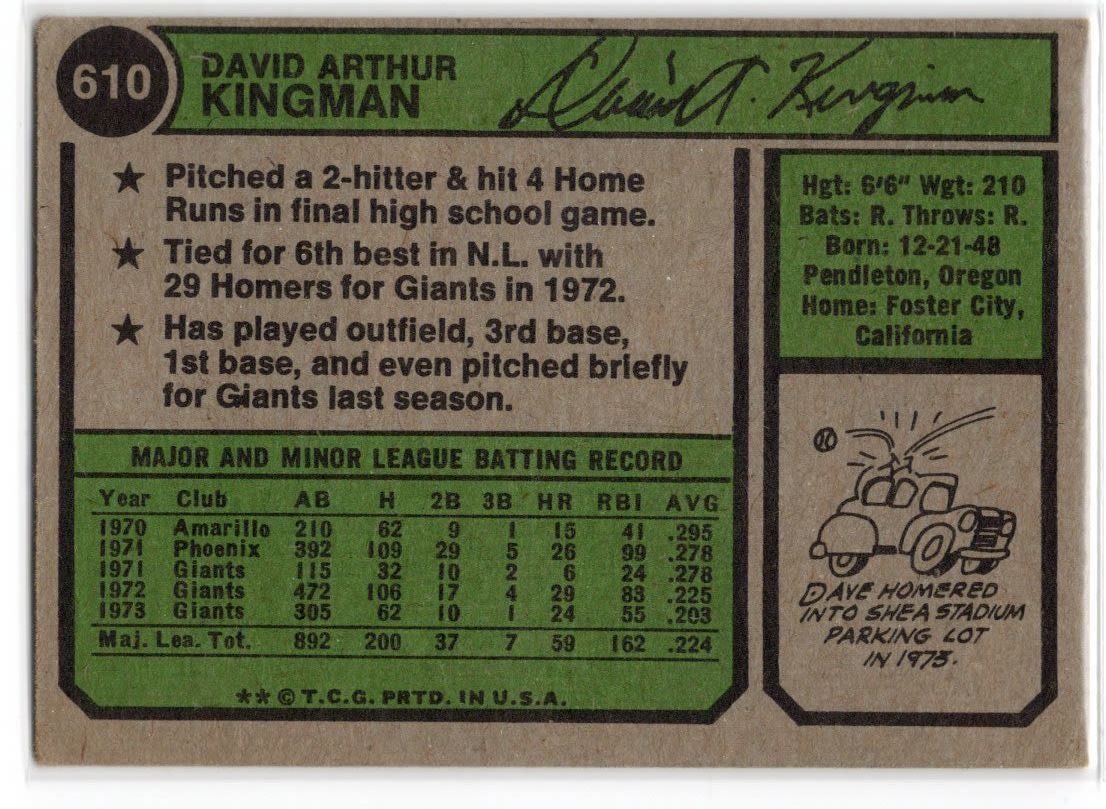 610
DAVID ARTHUR
KINGMAN
David A. Kingman
★ Pitched a 2-hitter & hit 4 Home
Runs in final high school game.
★ Tied for 6th best in N.L. with
29 Homers for Giants in 1972.
★ Has played outfield, 3rd base,
1st base, and even pitched briefly
for Giants last season.
MAJOR AND MINOR LEAGUE BATTING RECORD
Year Club AB H 2B 3B HR RBI AVG
1970 Amarillo 210 62 9 1 15 41 .295
1971 Phoenix 392 109 29 5 26 99 .278
1971 Giants 115 32 10 2 6 24 .278
1972 Giants 472 106 17 4 29 83 .225
1973 Giants 305 62 10 1 24 55 .203
Maj. Lea. Tot. 892 200 37 7 59 162 .224
** © T.C.G. PRTD. IN U.S.A.
Hgt: 6'6" Wgt: 210
Bats: R. Throws: R.
Born: 12-21-48
Pendleton, Oregon
Home: Foster City,
California
DAVE HOMERED
INTO SHEA STADIUM
PARKING LOT
IN 1973.